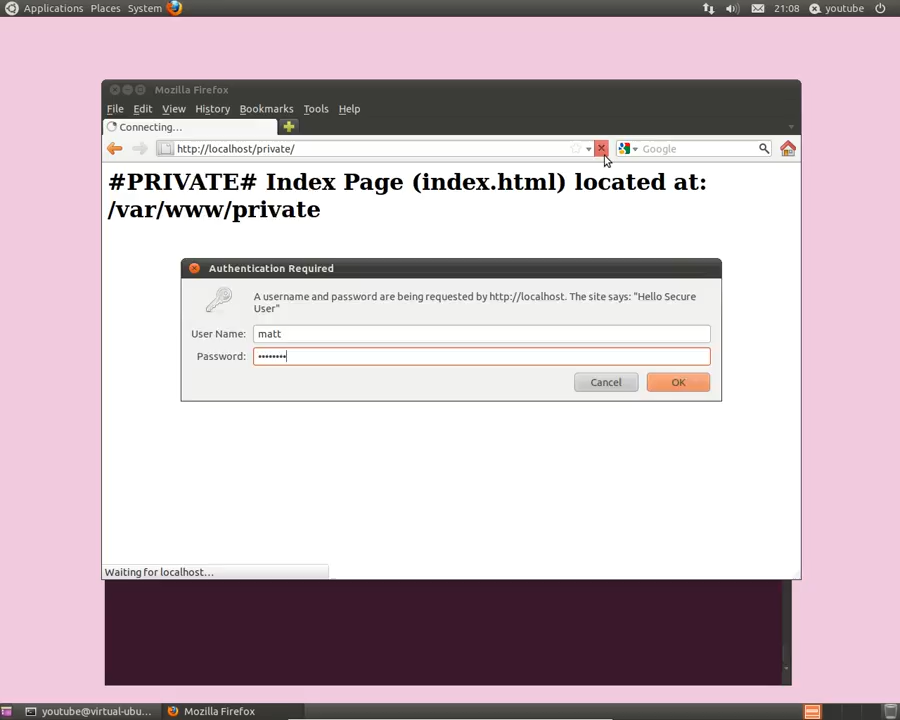 Applications Places System
21:08 youtube
Mozilla Firefox
File Edit View History Bookmarks Tools Help
Connecting...
http://localhost/private/
Google
#PRIVATE# Index Page (index.html) located at:
/var/www/private
Authentication Required
A username and password are being requested by http://localhost. The site says: "Hello Secure
User"
User Name: matt
Password: ••••••••
Cancel OK
Waiting for localhost...
youtube@virtual-ubu... Mozilla Firefox